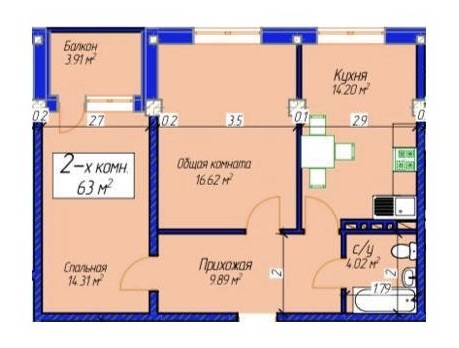 Балкон
3.91 м²
Кухня
14.20 м²
0.2
2.7
0.2
3.5
0.1
2.9
2-х комн.
63 м²
Общая комната
16.62 м²
Спальная
14.31 м²
Прихожая
9.89 м²
2
с/у
4.02 м²
2
1.79